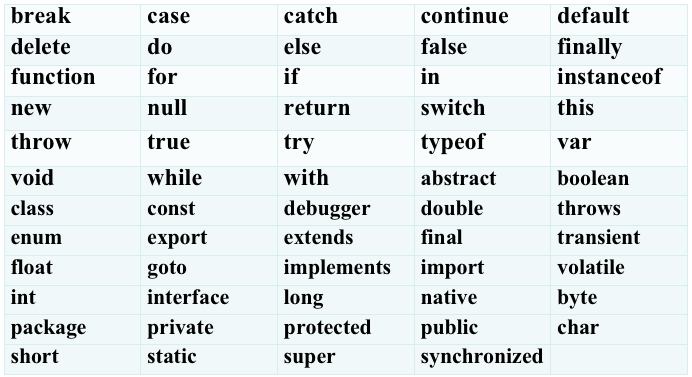 break case catch continue default
delete do else false finally
function for if in instanceof
new null return switch this
throw true try typeof var
void while with abstract boolean
class const debugger double throws
enum export extends final transient
float goto implements import volatile
int interface long native byte
package private protected public char
short static super synchronized